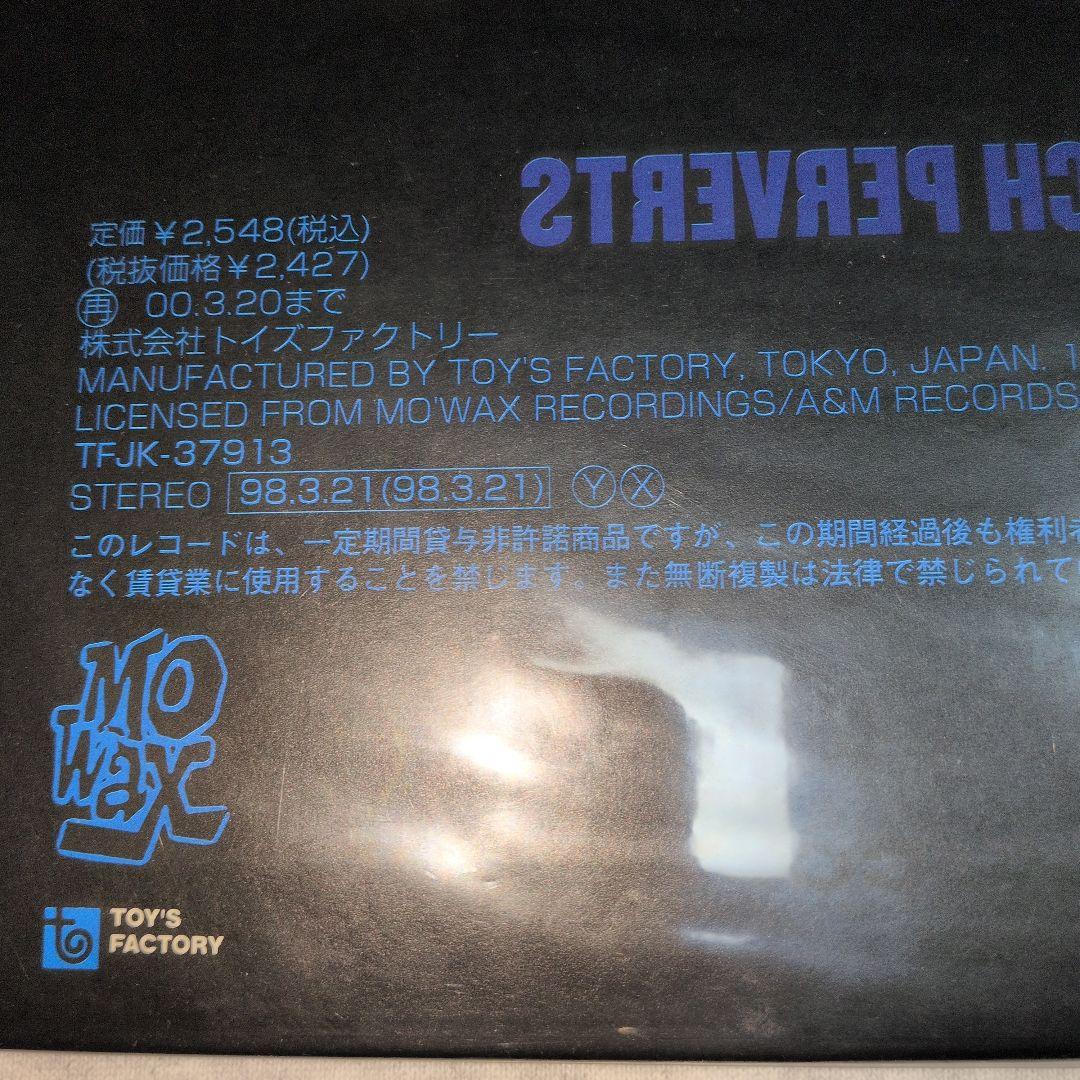 CH PERVERTS
定価￥2,548(税込)
(税抜価格￥2,427)
再 00.3.20まで
株式会社トイズファクトリー
MANUFACTURED BY TOY'S FACTORY, TOKYO, JAPAN. 1
LICENSED FROM MO'WAX RECORDINGS/A&M RECORDS
TFJK-37913
STEREO 98.3.21(98.3.21) Ⓨ Ⓧ
このレコードは、一定期間貸与非許諾商品ですが、この期間経過後も権利者
なく賃貸業に使用することを禁じます。また無断複製は法律で禁じられて
MO
Wax
TOY'S
FACTORY